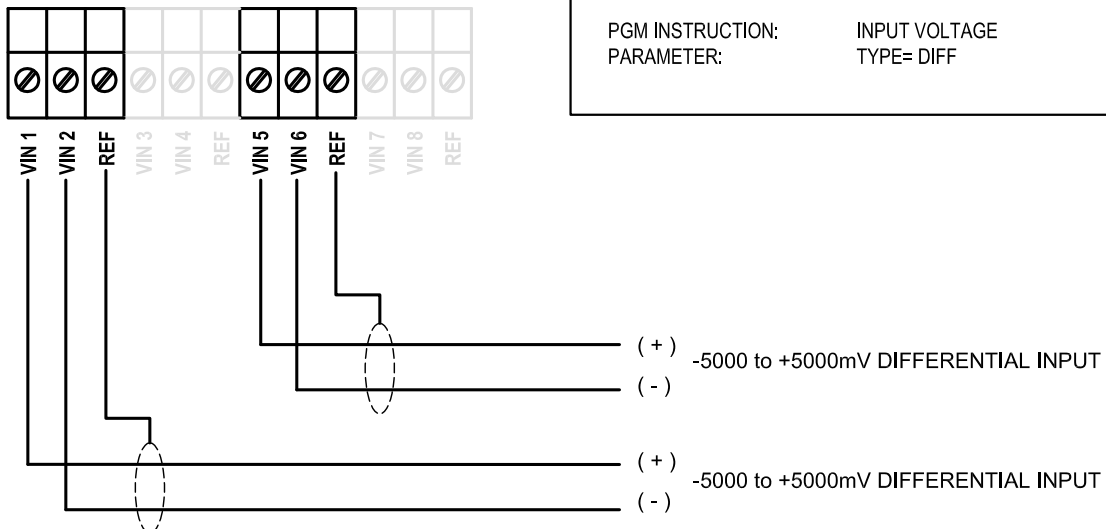 PGM INSTRUCTION: INPUT VOLTAGE
PARAMETER: TYPE= DIFF
VIN 1 VIN 2 REF VIN 3 VIN 4 REF VIN 5 VIN 6 REF VIN 7 VIN 8 REF
( + )
-5000 to +5000mV DIFFERENTIAL INPUT
( - )
( + )
-5000 to +5000mV DIFFERENTIAL INPUT
( - )